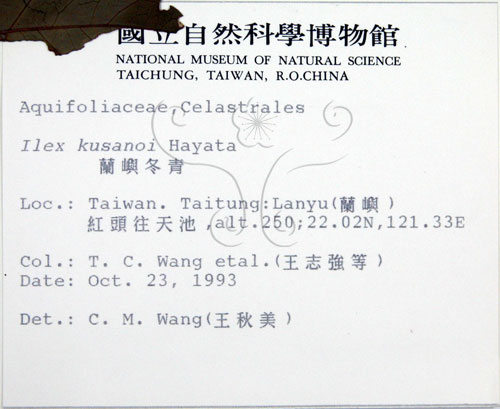 國立自然科學博物館
NATIONAL MUSEUM OF NATURAL SCIENCE
TAICHUNG, TAIWAN, R.O.CHINA
Aquifoliaceae,Celastrales
Ilex kusanoi Hayata
蘭嶼冬青
Loc.: Taiwan. Taitung:Lanyu(蘭嶼)
紅頭往天池,alt.250;22.02N,121.33E
Col.: T. C. Wang etal.(王志強等)
Date: Oct. 23, 1993
Det.: C. M. Wang(王秋美)